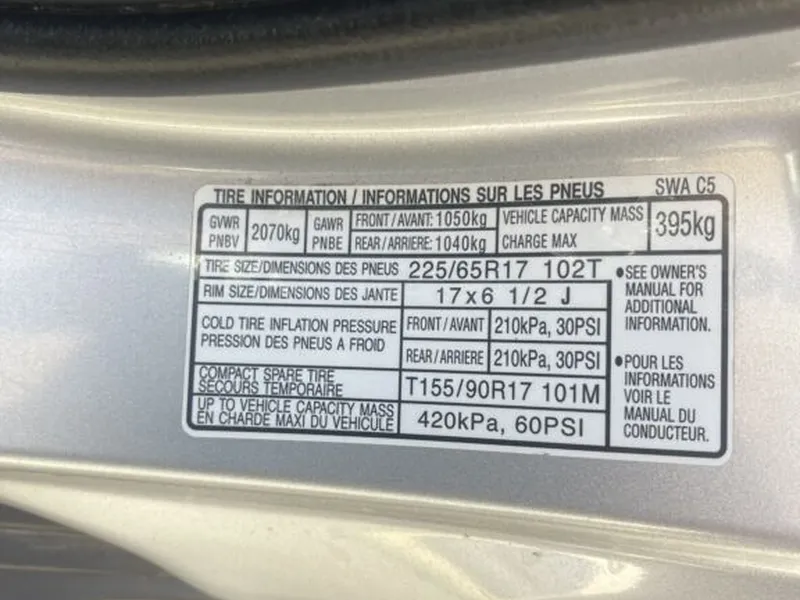 TIRE INFORMATION / INFORMATIONS SUR LES PNEUS SWA C5
GVWR
PNBV
2070kg
GAWR
PNBE
FRONT / AVANT: 1050kg
REAR / ARRIERE: 1040kg
VEHICLE CAPACITY MASS
CHARGE MAX
395kg
TIRE SIZE/DIMENSIONS DES PNEUS 225/65R17 102T
RIM SIZE/DIMENSIONS DES JANTE 17x6 1/2 J
COLD TIRE INFLATION PRESSURE
PRESSION DES PNEUS A FROID
FRONT / AVANT 210kPa, 30PSI
REAR / ARRIERE 210kPa, 30PSI
COMPACT SPARE TIRE
SECOURS TEMPORAIRE
T155/90R17 101M
UP TO VEHICLE CAPACITY MASS
EN CHARGE MAXI DU VÉHICULE
420kPa, 60PSI
●SEE OWNER'S
MANUAL FOR
ADDITIONAL
INFORMATION.
●POUR LES
INFORMATIONS
VOIR LE
MANUAL DU
CONDUCTEUR.